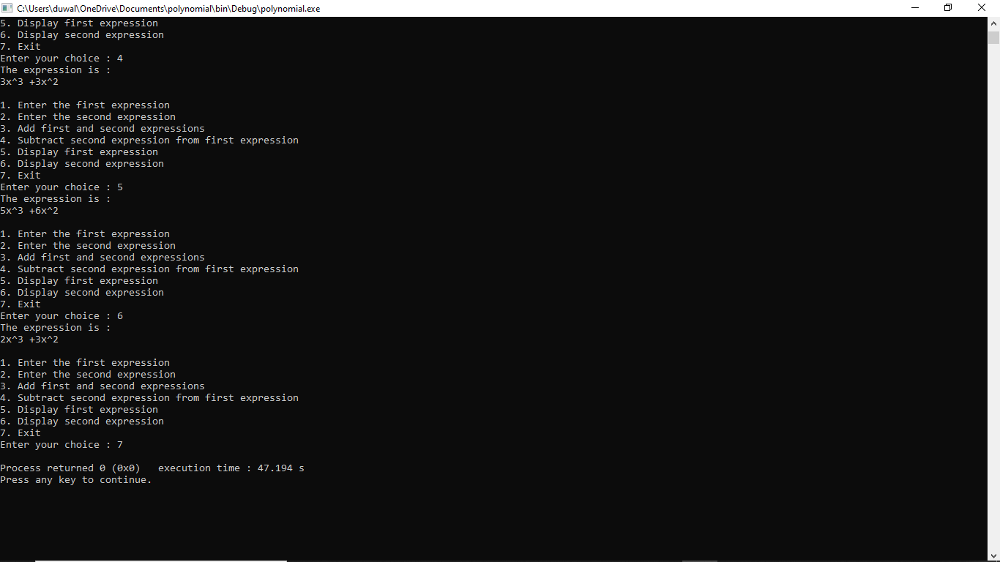 C:\Users\duwal\OneDrive\Documents\polynomial\bin\Debug\polynomial.exe
5. Display first expression
6. Display second expression
7. Exit
Enter your choice : 4
The expression is :
3x^3 +3x^2

1. Enter the first expression
2. Enter the second expression
3. Add first and second expressions
4. Subtract second expression from first expression
5. Display first expression
6. Display second expression
7. Exit
Enter your choice : 5
The expression is :
5x^3 +6x^2

1. Enter the first expression
2. Enter the second expression
3. Add first and second expressions
4. Subtract second expression from first expression
5. Display first expression
6. Display second expression
7. Exit
Enter your choice : 6
The expression is :
2x^3 +3x^2

1. Enter the first expression
2. Enter the second expression
3. Add first and second expressions
4. Subtract second expression from first expression
5. Display first expression
6. Display second expression
7. Exit
Enter your choice : 7

Process returned 0 (0x0)   execution time : 47.194 s
Press any key to continue.